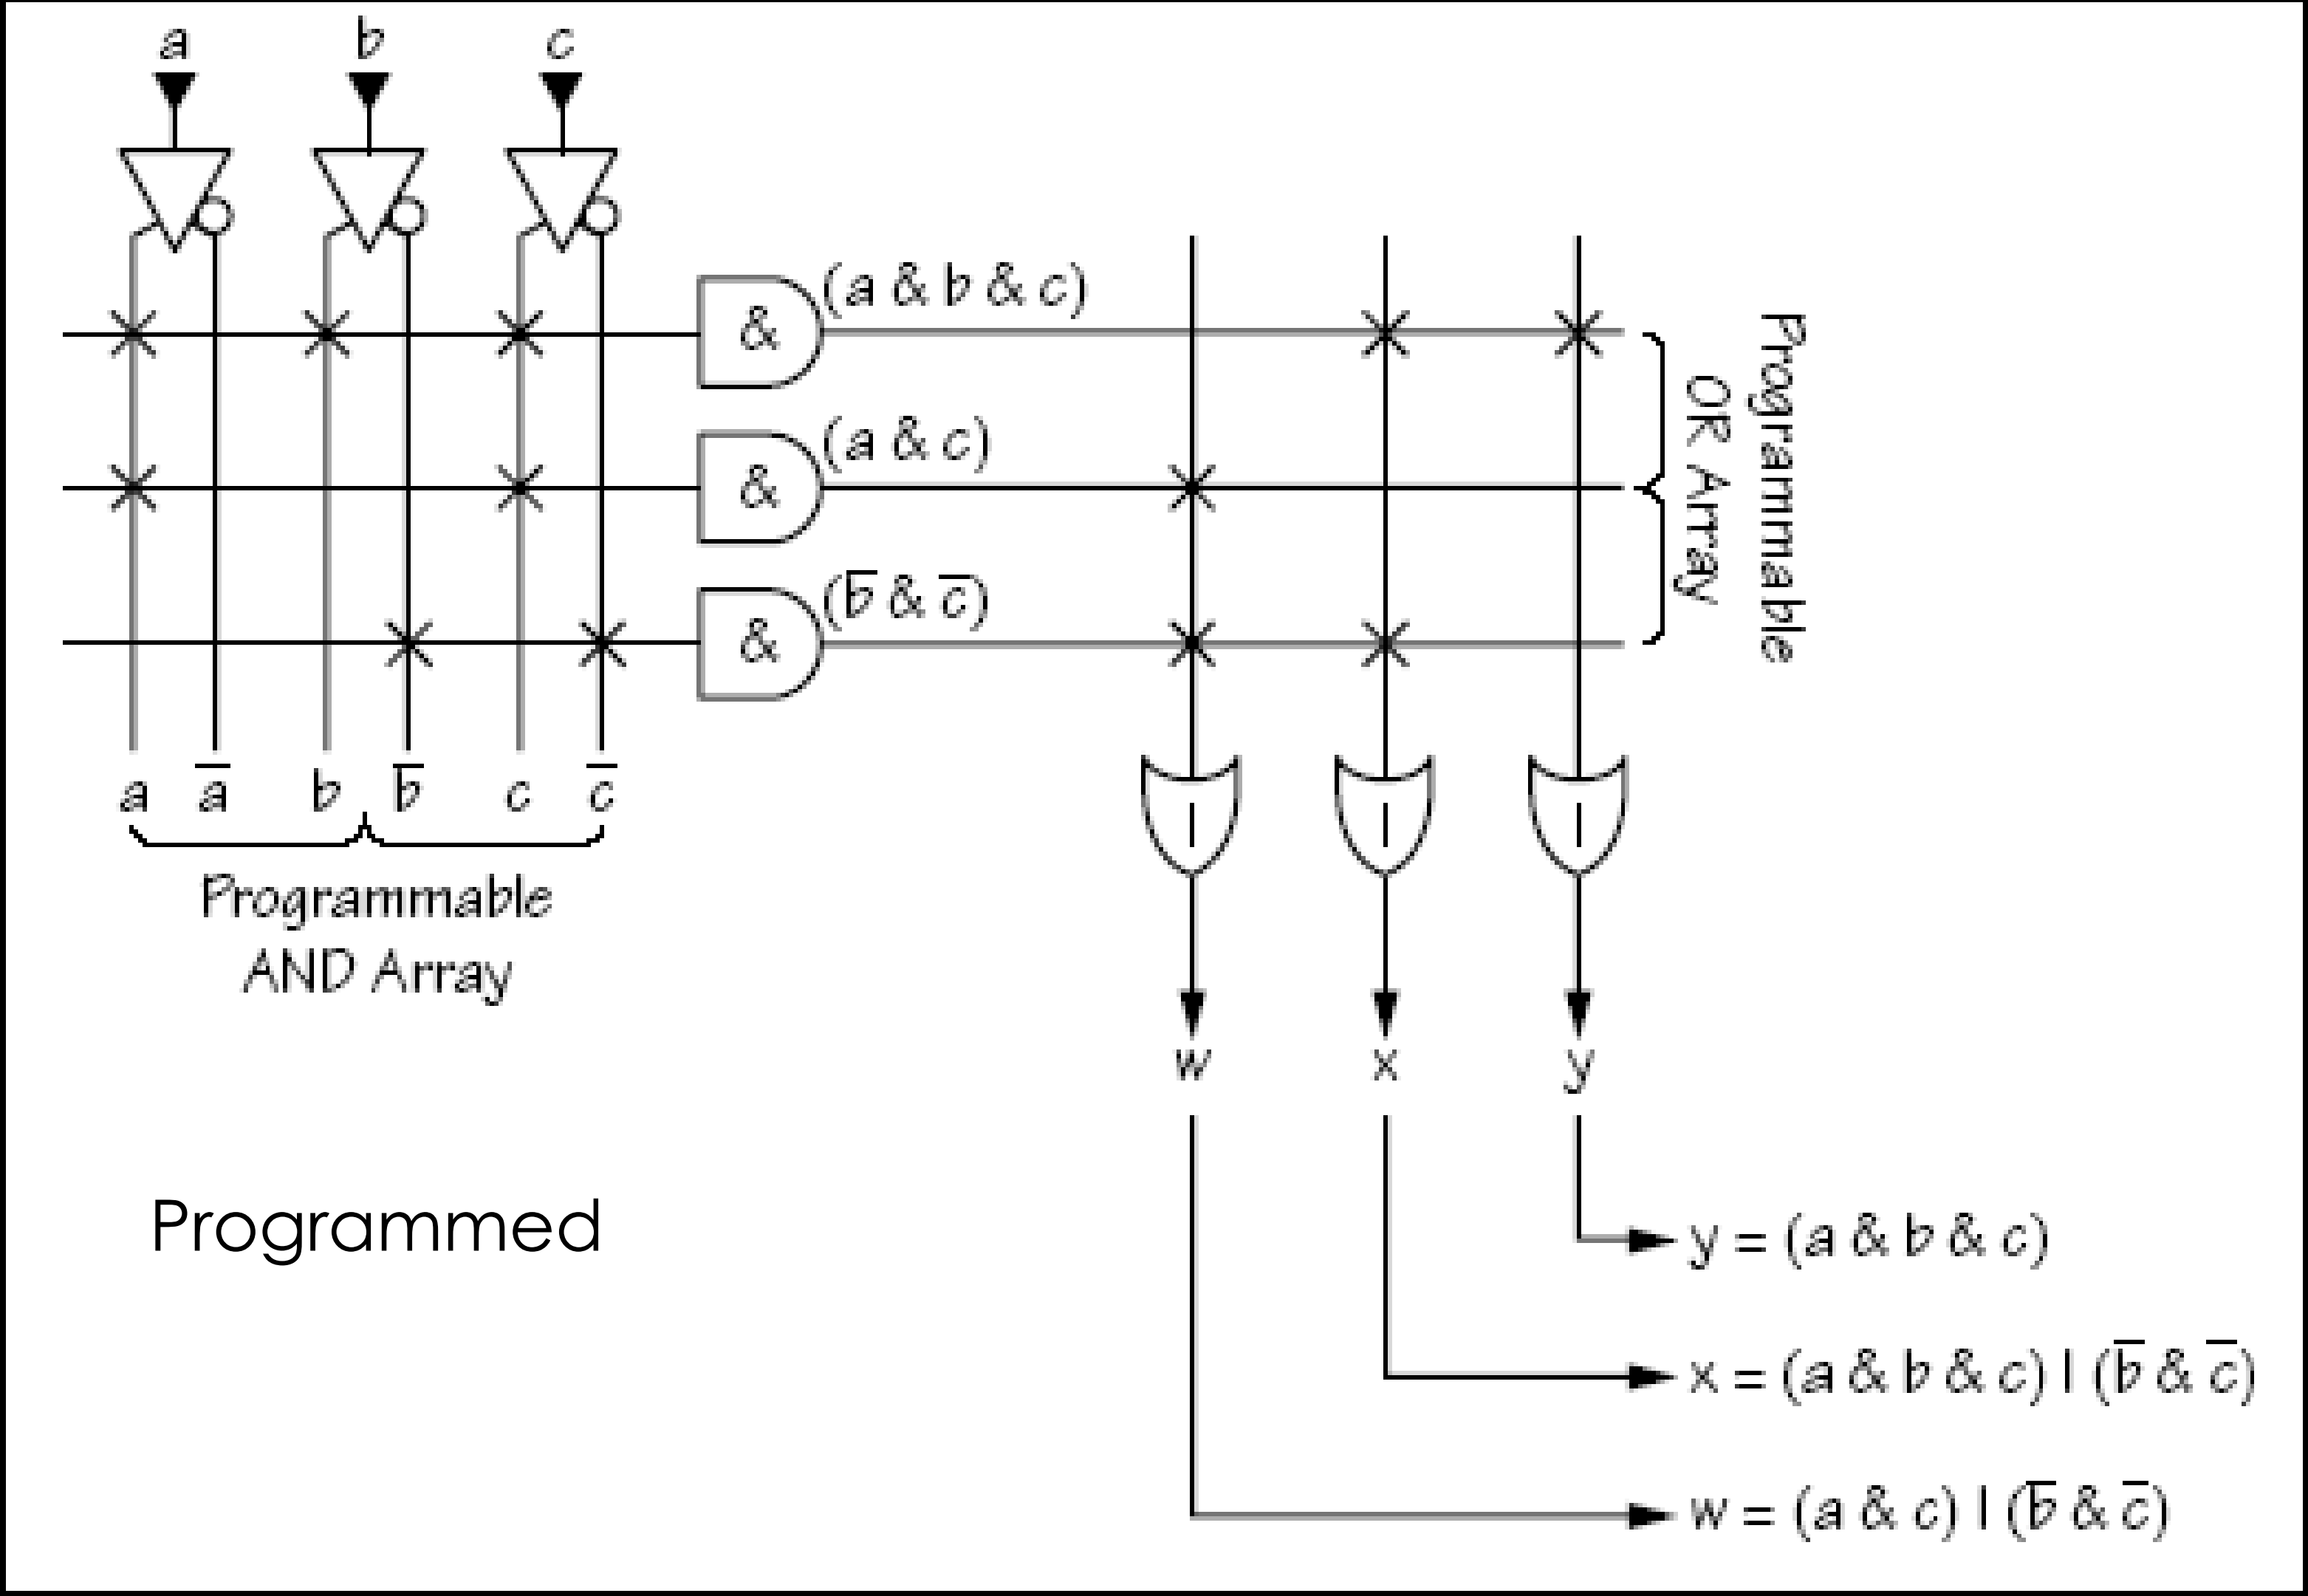 a b c
(a & b & c)
&
(a & c)
&
(b̅ & c̅)
&
Programmable
OR Array
a a̅ b b̅ c c̅
Programmable
AND Array
| | |
w x y
Programmed
y = (a & b & c)
x = (a & b & c) | (b̅ & c̅)
w = (a & c) | (b̅ & c̅)